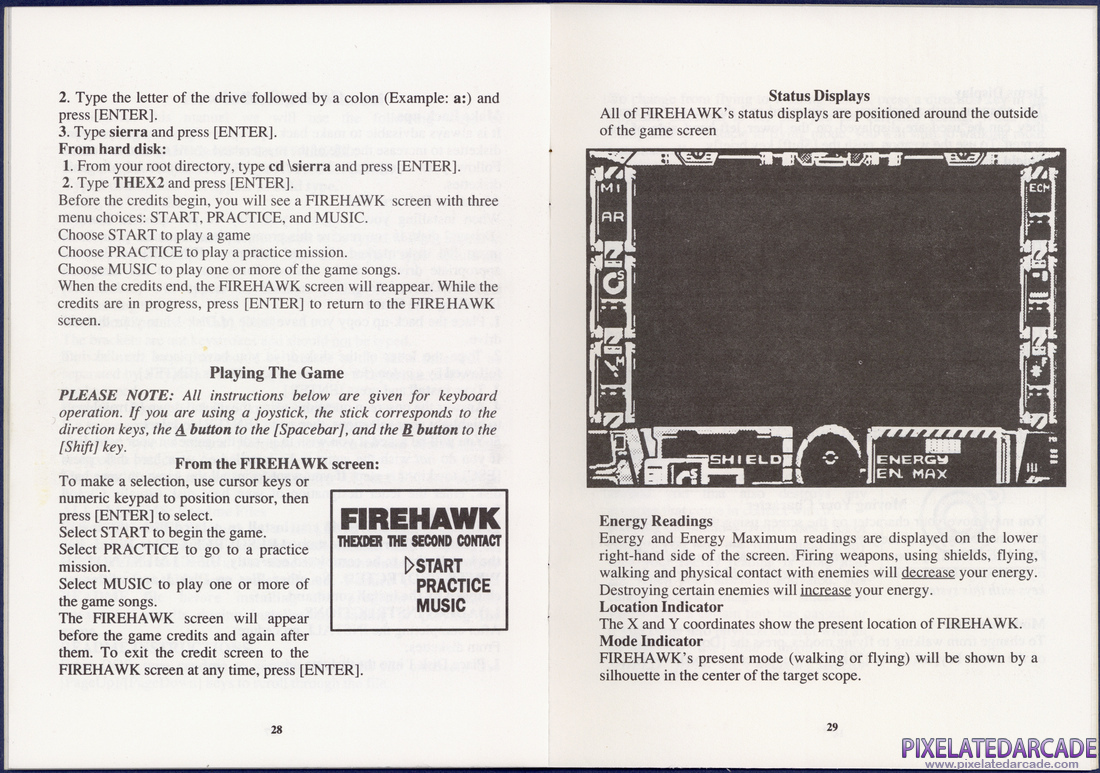 2. Type the letter of the drive followed by a colon (Example: a:) and
press [ENTER].
3. Type sierra and press [ENTER].
From hard disk:
1. From your root directory, type cd \sierra and press [ENTER].
2. Type THEX2 and press [ENTER].
Before the credits begin, you will see a FIREHAWK screen with three
menu choices: START, PRACTICE, and MUSIC.
Choose START to play a game
Choose PRACTICE to play a practice mission.
Choose MUSIC to play one or more of the game songs.
When the credits end, the FIREHAWK screen will reappear. While the
credits are in progress, press [ENTER] to return to the FIREHAWK
screen.
Playing The Game
PLEASE NOTE: All instructions below are given for keyboard
operation. If you are using a joystick, the stick corresponds to the
direction keys, the A button to the [Spacebar], and the B button to the
[Shift] key.
From the FIREHAWK screen:
To make a selection, use cursor keys or
numeric keypad to position cursor, then
press [ENTER] to select.
Select START to begin the game.
Select PRACTICE to go to a practice
mission.
Select MUSIC to play one or more of
the game songs.
The FIREHAWK screen will appear
before the game credits and again after
them. To exit the credit screen to the
FIREHAWK screen at any time, press [ENTER].
FIREHAWK
THEXDER THE SECOND CONTACT
START
PRACTICE
MUSIC
28
Status Displays
All of FIREHAWK's status displays are positioned around the outside
of the game screen
MI
AR
S
M
ECM
F
SHIELD
S
ENERGY
EN. MAX
Energy Readings
Energy and Energy Maximum readings are displayed on the lower
right-hand side of the screen. Firing weapons, using shields, flying,
walking and physical contact with enemies will decrease your energy.
Destroying certain enemies will increase your energy.
Location Indicator
The X and Y coordinates show the present location of FIREHAWK.
Mode Indicator
FIREHAWK's present mode (walking or flying) will be shown by a
silhouette in the center of the target scope.
29
PIXELATEDARCADE
www.pixelatedarcade.com